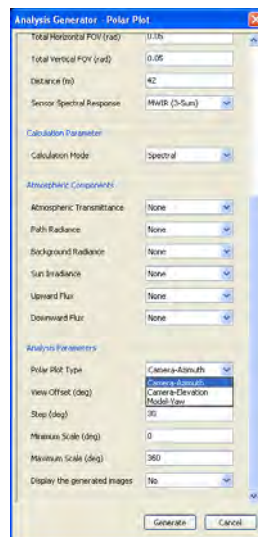 Analysis Generator - Polar Plot
Total Horizontal FOV (rad) 0.05
Total Vertical FOV (rad) 0.05
Distance (m) 42
Sensor Spectral Response MWIR (3-5um)
Calculation Parameter
Calculation Mode Spectral
Atmospheric Components
Atmospheric Transmittance None
Path Radiance None
Background Radiance None
Sun Irradiance None
Upward Flux None
Downward Flux None
Analysis Parameters
Polar Plot Type Camera-Azimuth
Camera-Azimuth
View Offset (deg) Camera-Elevation
Model-Yaw
Step (deg) 30
Minimum Scale (deg) 0
Maximum Scale (deg) 360
Display the generated images No
Generate Cancel